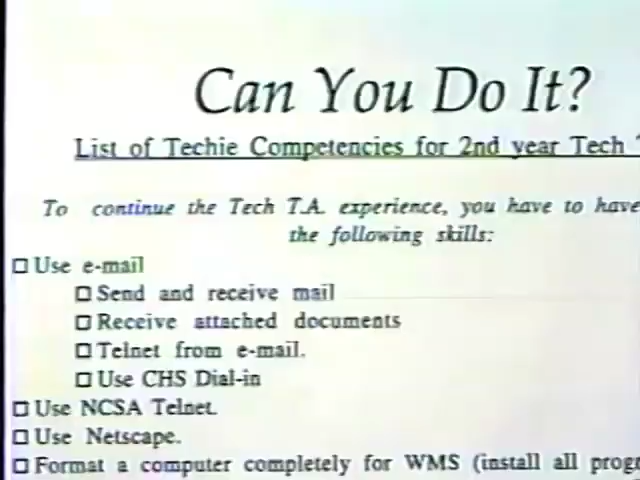 Can You Do It?
List of Techie Competencies for 2nd year Tech
To continue the Tech T.A. experience, you have to have
the following skills:
□ Use e-mail
□ Send and receive mail
□ Receive attached documents
□ Telnet from e-mail.
□ Use CHS Dial-in
□ Use NCSA Telnet.
□ Use Netscape.
□ Format a computer completely for WMS (install all